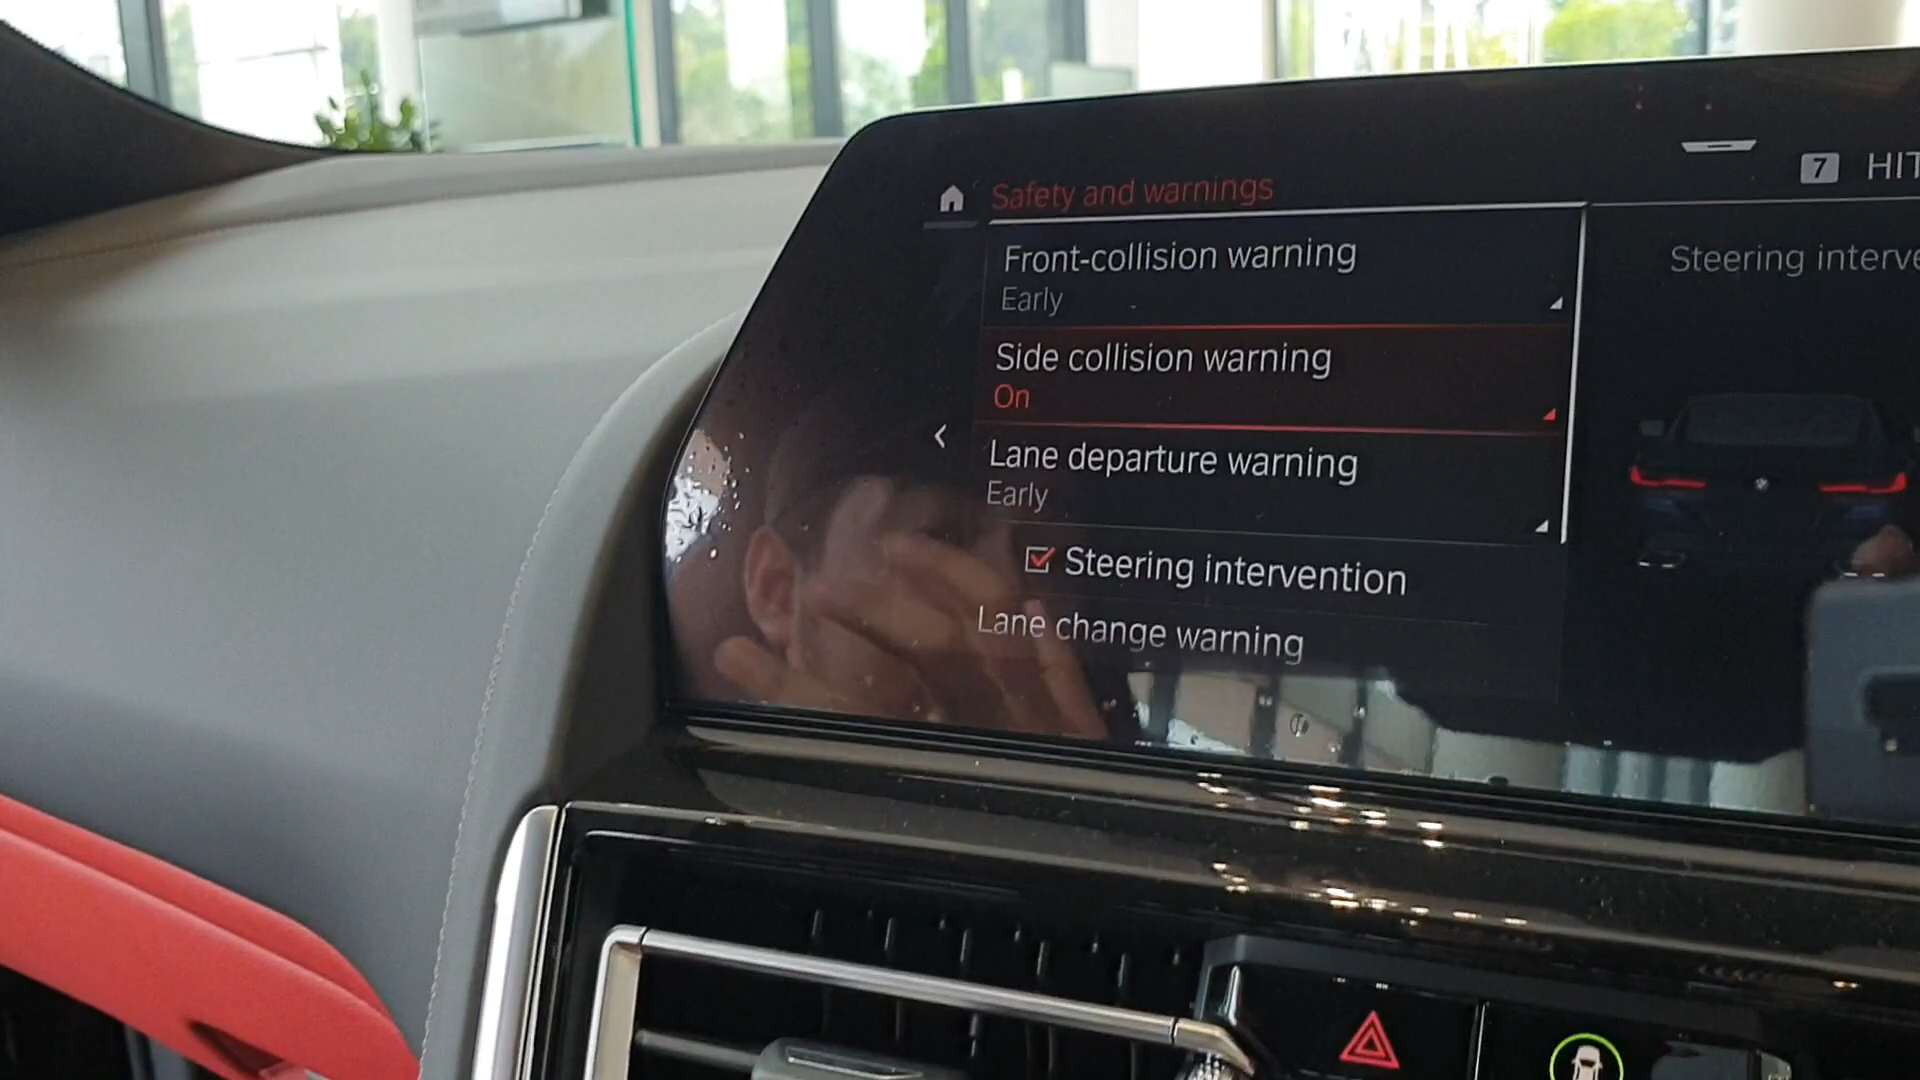 7 HIT
Safety and warnings
Front-collision warning
Early
Steering interve
Side collision warning
On
Lane departure warning
Early
Steering intervention
Lane change warning